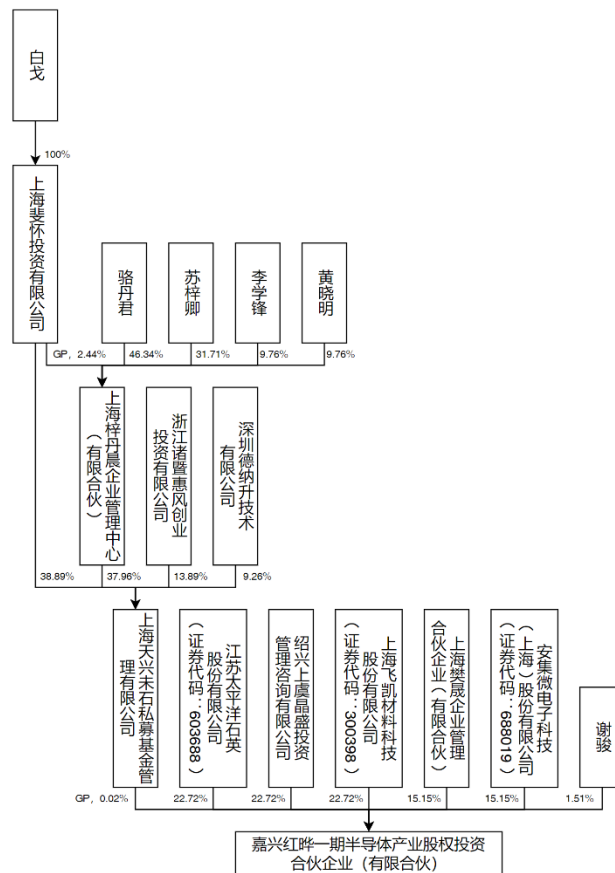 白戈
100%
上海斐怀投资有限公司
骆丹君
苏梓卿
李学锋
黄晓明
GP，2.44%
46.34%
31.71%
9.76%
9.76%
上海梓丹晨企业管理中心
（有限合伙）
浙江诸暨惠风创业
投资有限公司
深圳德纳升技术
有限公司
38.89%
37.96%
13.89%
9.26%
上海天兴未石私募基金管
理有限公司
江苏太平洋石英
股份有限公司
（证券代码：603688）
绍兴上虞晶盛投资
管理咨询有限公司
上海飞凯材料科技
股份有限公司
（证券代码：300398）
上海樊晟企业管理
合伙企业（有限合伙）
安集微电子科技
（上海）股份有限公司
（证券代码：688019）
谢骏
GP，0.02%
22.72%
22.72%
22.72%
15.15%
15.15%
1.51%
嘉兴红晔一期半导体产业股权投资
合伙企业（有限合伙）